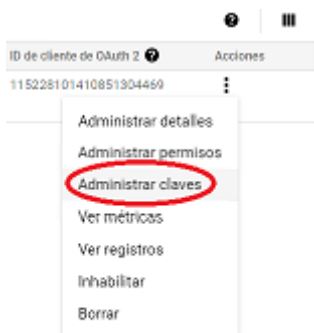 ID de cliente de OAuth 2 Acciones
115228101410851304469
Administrar detalles
Administrar permisos
Administrar claves
Ver métricas
Ver registros
Inhabilitar
Borrar